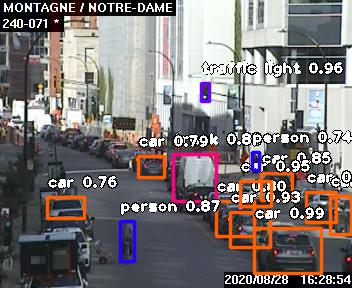 MONTAGNE / NOTRE-DAME
240-071 *
traffic light 0.96
car 0.79
k 0.8
person 0.74
car 0.85
0.95
car 0.76
0.80
car 0.93
person 0.87
car 0.99
2020/08/28 16:28:54